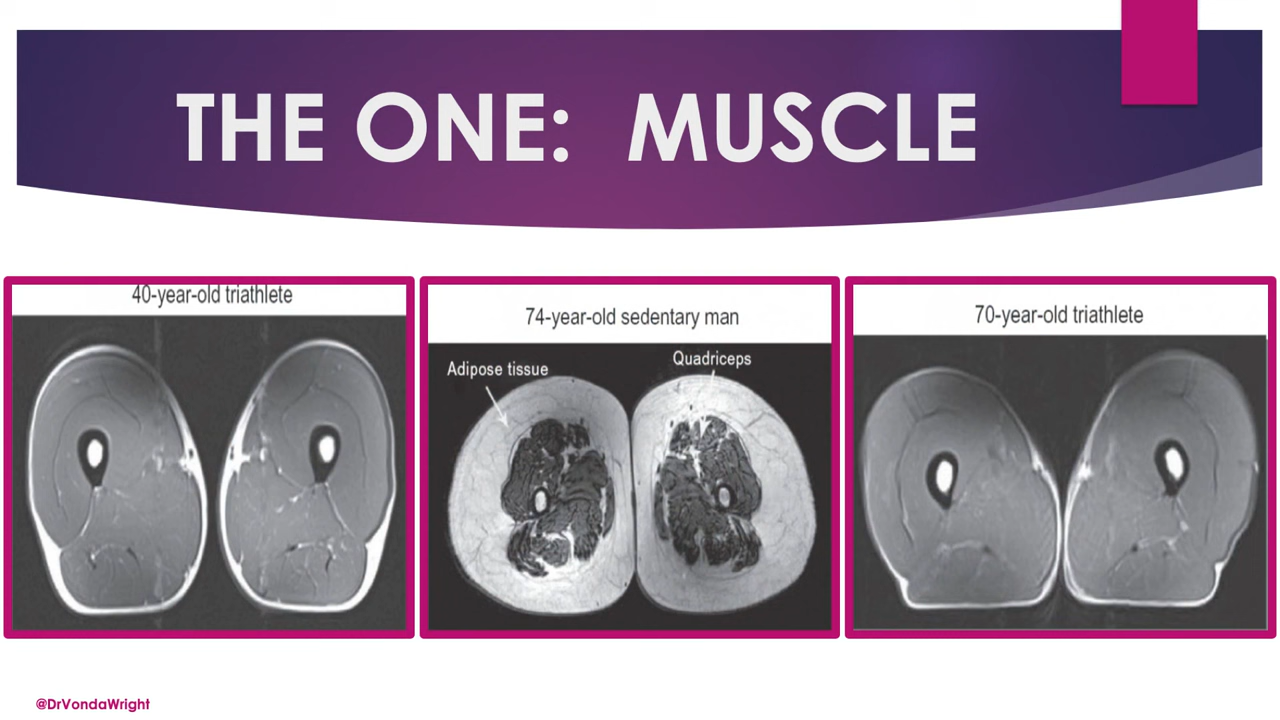 THE ONE: MUSCLE
40-year-old triathlete
74-year-old sedentary man
70-year-old triathlete
Adipose tissue
Quadriceps
@DrVondaWright